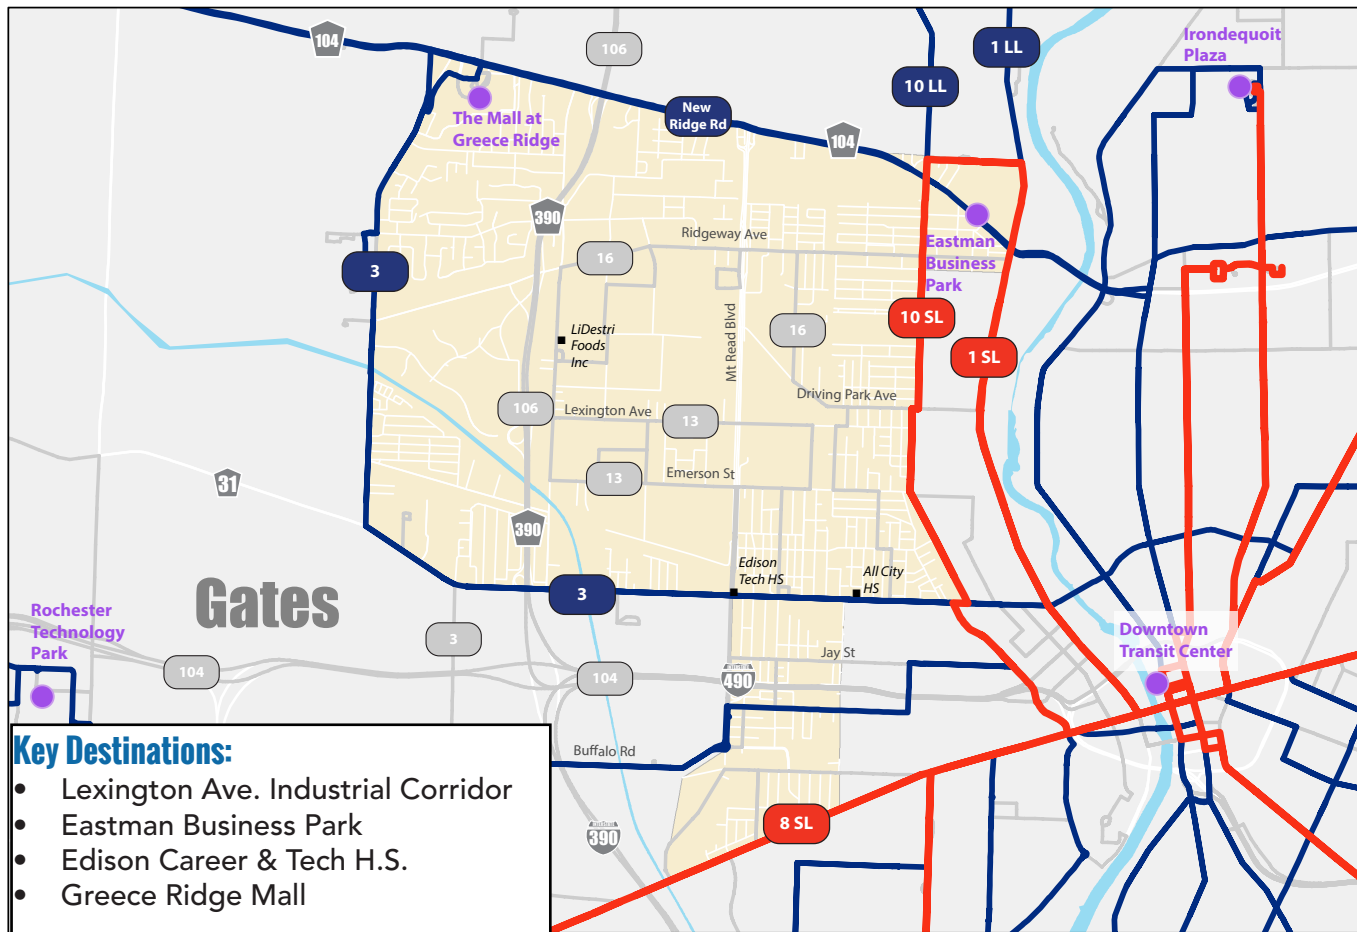 104
106
1 LL
Irondequoit
Plaza
10 LL
The Mall at
Greece Ridge
New
Ridge Rd
104
390
Ridgeway Ave
16
Eastman
Business
Park
3
LiDestri
Foods
Inc
Mt Read Blvd
16
10 SL
1 SL
106
Lexington Ave
Driving Park Ave
13
13
Emerson St
31
390
Edison
Tech HS
All City
HS
3
Gates
Rochester
Technology
Park
3
Downtown
Transit Center
104
104
INTERSTATE
490
Jay St
Buffalo Rd
8 SL
INTERSTATE
390
Key Destinations:
• Lexington Ave. Industrial Corridor
• Eastman Business Park
• Edison Career & Tech H.S.
• Greece Ridge Mall